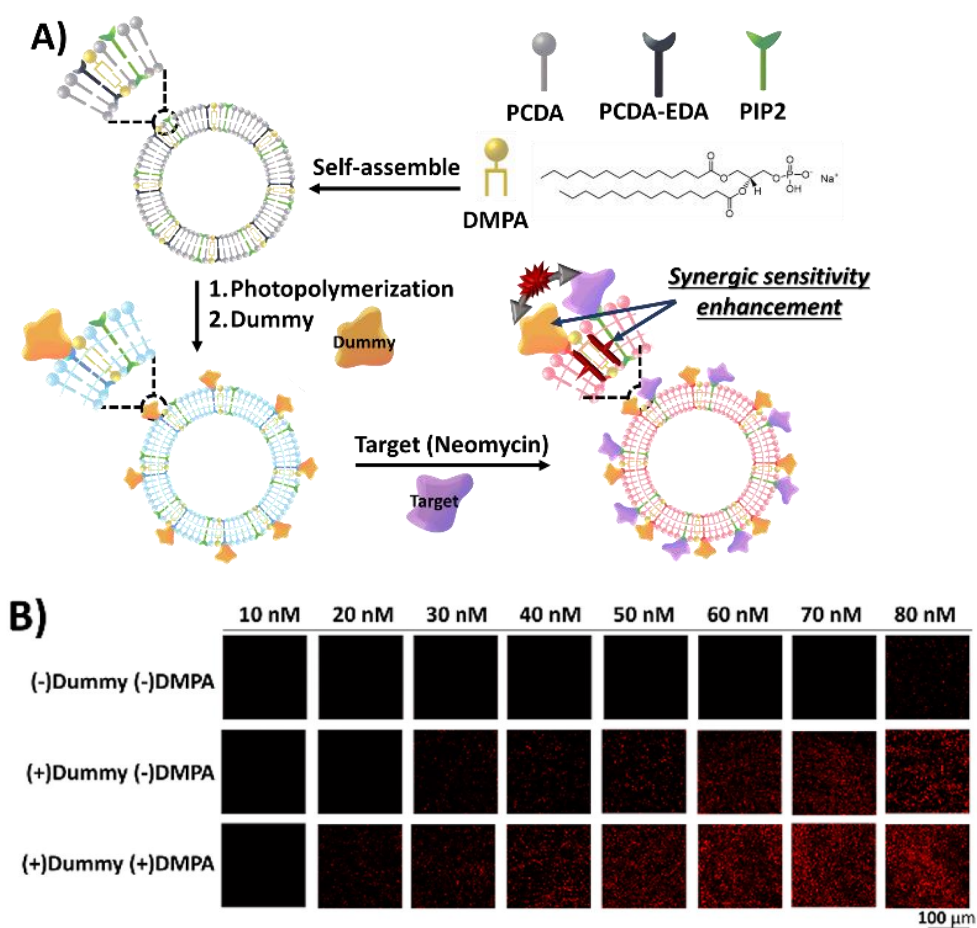 A)
PCDA
PCDA-EDA
PIP2
Self-assemble
DMPA
O
O
O
O
H
O
P
O⁻
OH
Na⁺
1. Photopolymerization
2. Dummy
Dummy
Synergic sensitivity
enhancement
Target (Neomycin)
Target
B)
10 nM 20 nM 30 nM 40 nM 50 nM 60 nM 70 nM 80 nM
(-)Dummy (-)DMPA
(+)Dummy (-)DMPA
(+)Dummy (+)DMPA
100 µm